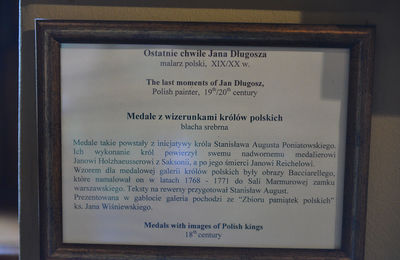 Ostatnie chwile Jana Długosza
malarz polski, XIX/XX w.
The last moments of Jan Długosz,
Polish painter, 19th/20th century
Medale z wizerunkami królów polskich
blacha srebrna
Medale takie powstały z inicjatywy króla Stanisława Augusta Poniatowskiego.
Ich wykonanie król powierzył swemu nadwornemu medalierowi
Janowi Holzhaeusserowi z Saksonii, a po jego śmierci Janowi Reichelowi.
Wzorem dla medalowej galerii królów polskich były obrazy Bacciarellego,
które namalował on w latach 1768 - 1771 do Sali Marmurowej zamku
warszawskiego. Teksty na rewersy przygotował Stanisław August.
Prezentowana w gablocie galeria pochodzi ze "Zbioru pamiątek polskich"
ks. Jana Wiśniewskiego.
Medals with images of Polish kings
18th century